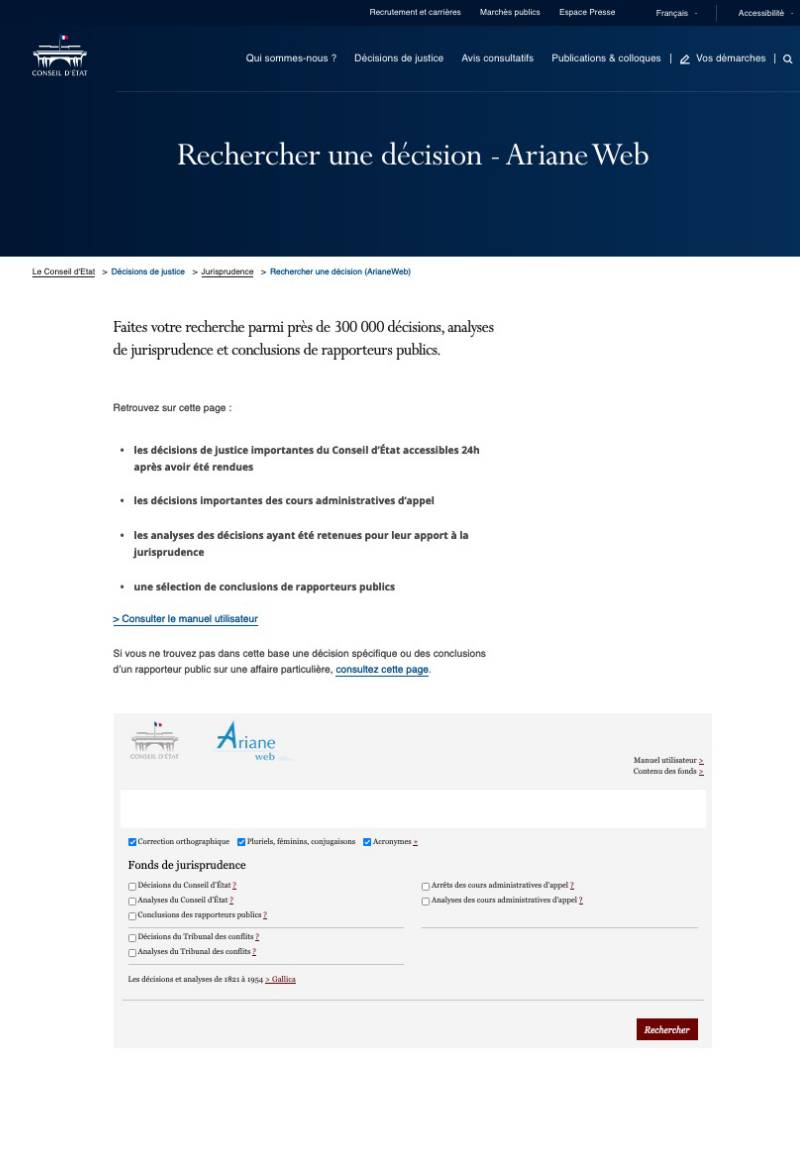 Recrutement et carrières Marchés publics Espace Presse Français Accessibilité
CONSEIL D'ÉTAT
Qui sommes-nous ? Décisions de justice Avis consultatifs Publications & colloques | Vos démarches |
Rechercher une décision - ArianeWeb
Le Conseil d'Etat > Décisions de justice > Jurisprudence > Rechercher une décision (ArianeWeb)
Faites votre recherche parmi près de 300 000 décisions, analyses
de jurisprudence et conclusions de rapporteurs publics.
Retrouvez sur cette page :
• les décisions de justice importantes du Conseil d'État accessibles 24h
après avoir été rendues
• les décisions importantes des cours administratives d'appel
• les analyses des décisions ayant été retenues pour leur apport à la
jurisprudence
• une sélection de conclusions de rapporteurs publics
> Consulter le manuel utilisateur
Si vous ne trouvez pas dans cette base une décision spécifique ou des conclusions
d'un rapporteur public sur une affaire particulière, consultez cette page.
CONSEIL D'ÉTAT
Ariane
web
Manuel utilisateur >
Contenu des fonds >
Correction orthographique Pluriels, féminins, conjugaisons Acronymes +
Fonds de jurisprudence
Décisions du Conseil d'État ?
Analyses du Conseil d'État ?
Conclusions des rapporteurs publics ?
Arrêts des cours administratives d'appel ?
Analyses des cours administratives d'appel ?
Décisions du Tribunal des conflits ?
Analyses du Tribunal des conflits ?
Les décisions et analyses de 1821 à 1954 > Gallica
Rechercher